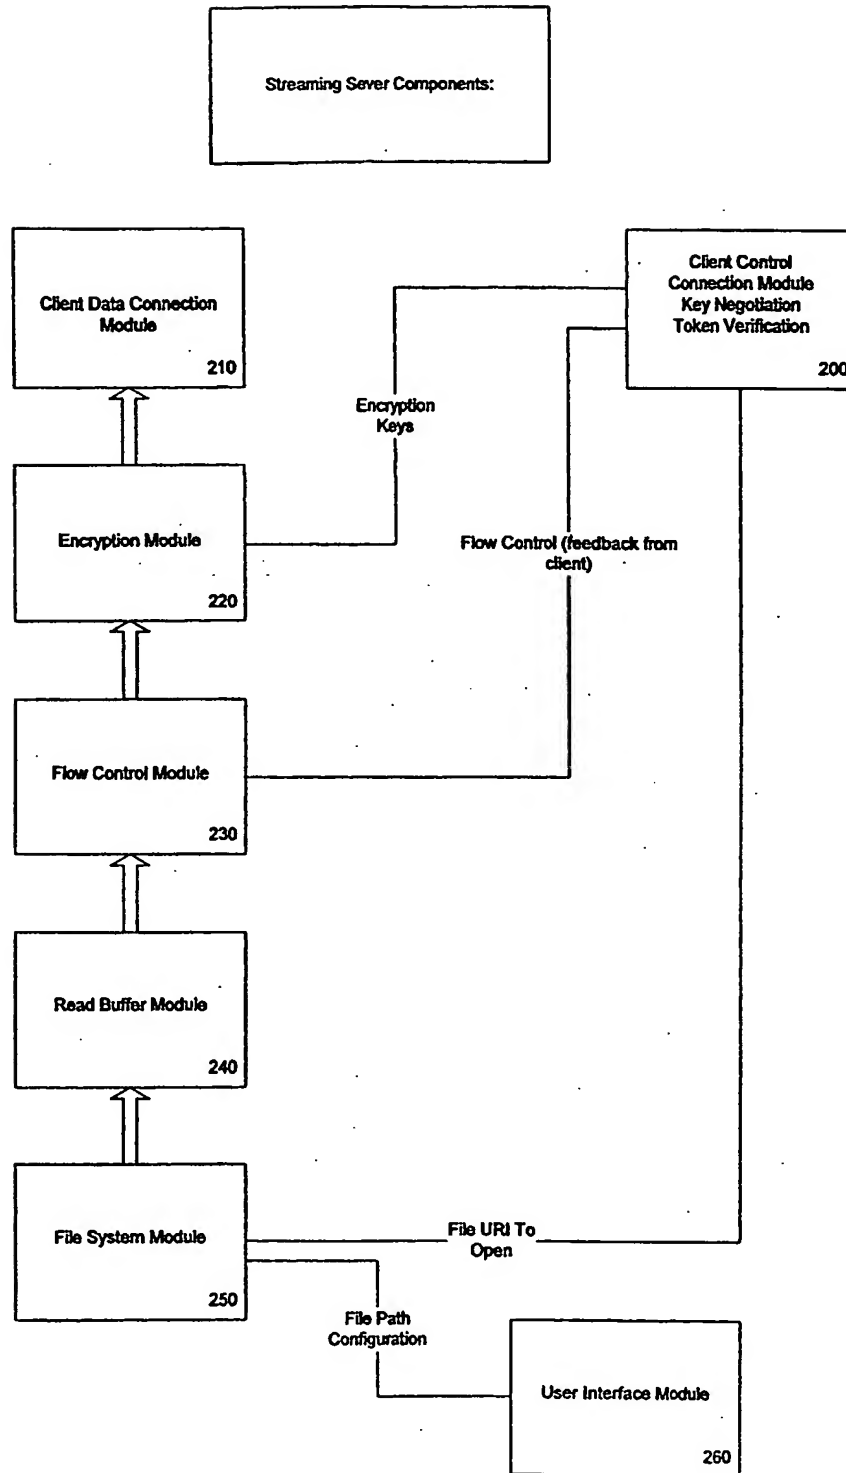 Streaming Sever Components:
Client Data Connection
Module
210
Client Control
Connection Module
Key Negotiation
Token Verification
200
Encryption
Keys
Encryption Module
220
Flow Control (feedback from
client)
Flow Control Module
230
Read Buffer Module
240
File System Module
250
File URI To
Open
File Path
Configuration
User Interface Module
260